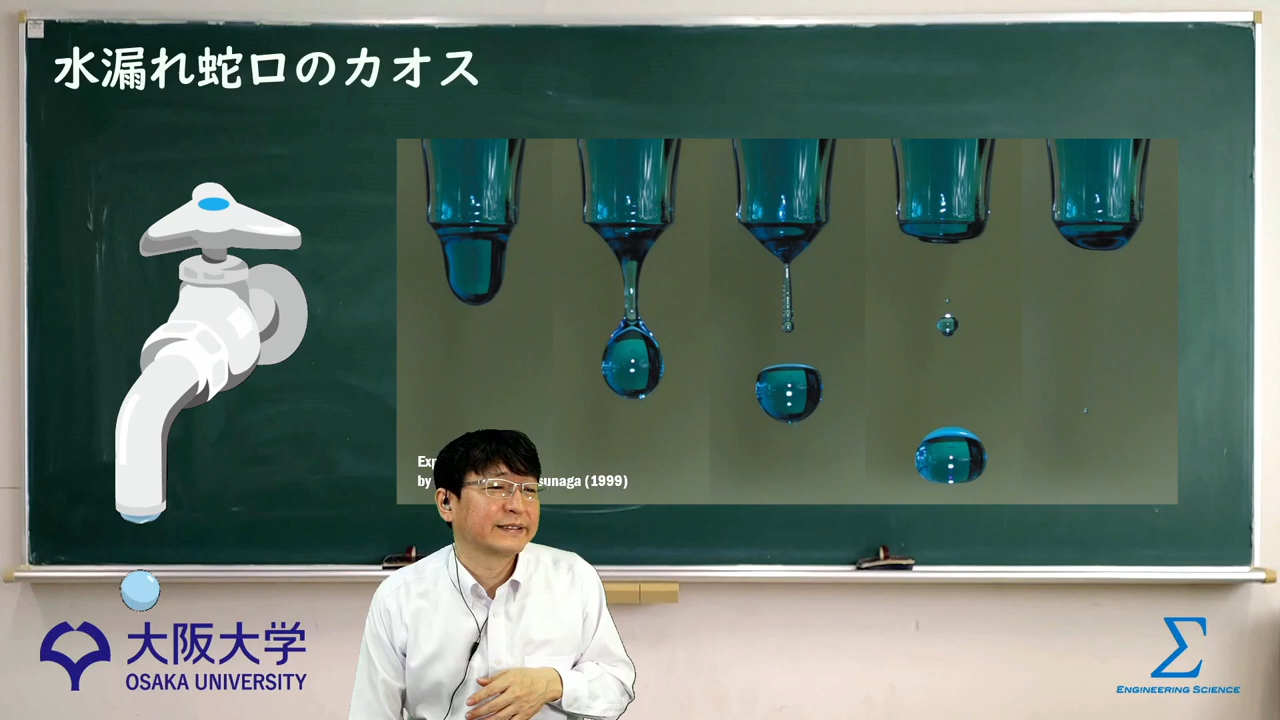 水漏れ蛇口のカオス
by sunaga (1999)
大阪大学
OSAKA UNIVERSITY
Σ
ENGINEERING SCIENCE